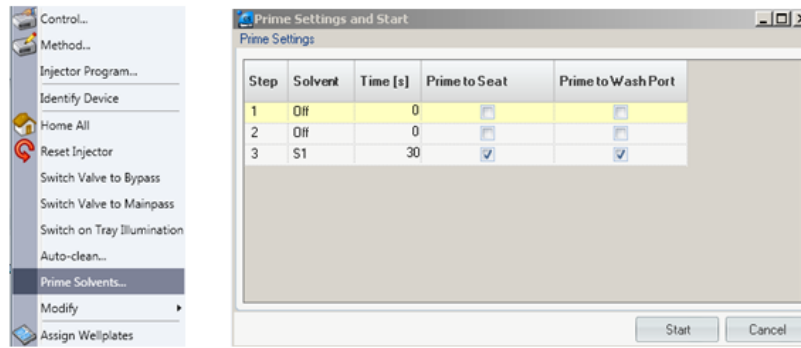 Control...
Method...
Injector Program...
Identify Device
Home All
Reset Injector
Switch Valve to Bypass
Switch Valve to Mainpass
Switch on Tray Illumination
Auto-clean...
Prime Solvents...
Modify
Assign Wellplates
Prime Settings and Start
Prime Settings
Step Solvent Time [s] Prime to Seat Prime to Wash Port
1 Off 0
2 Off 0
3 S1 30
Start Cancel